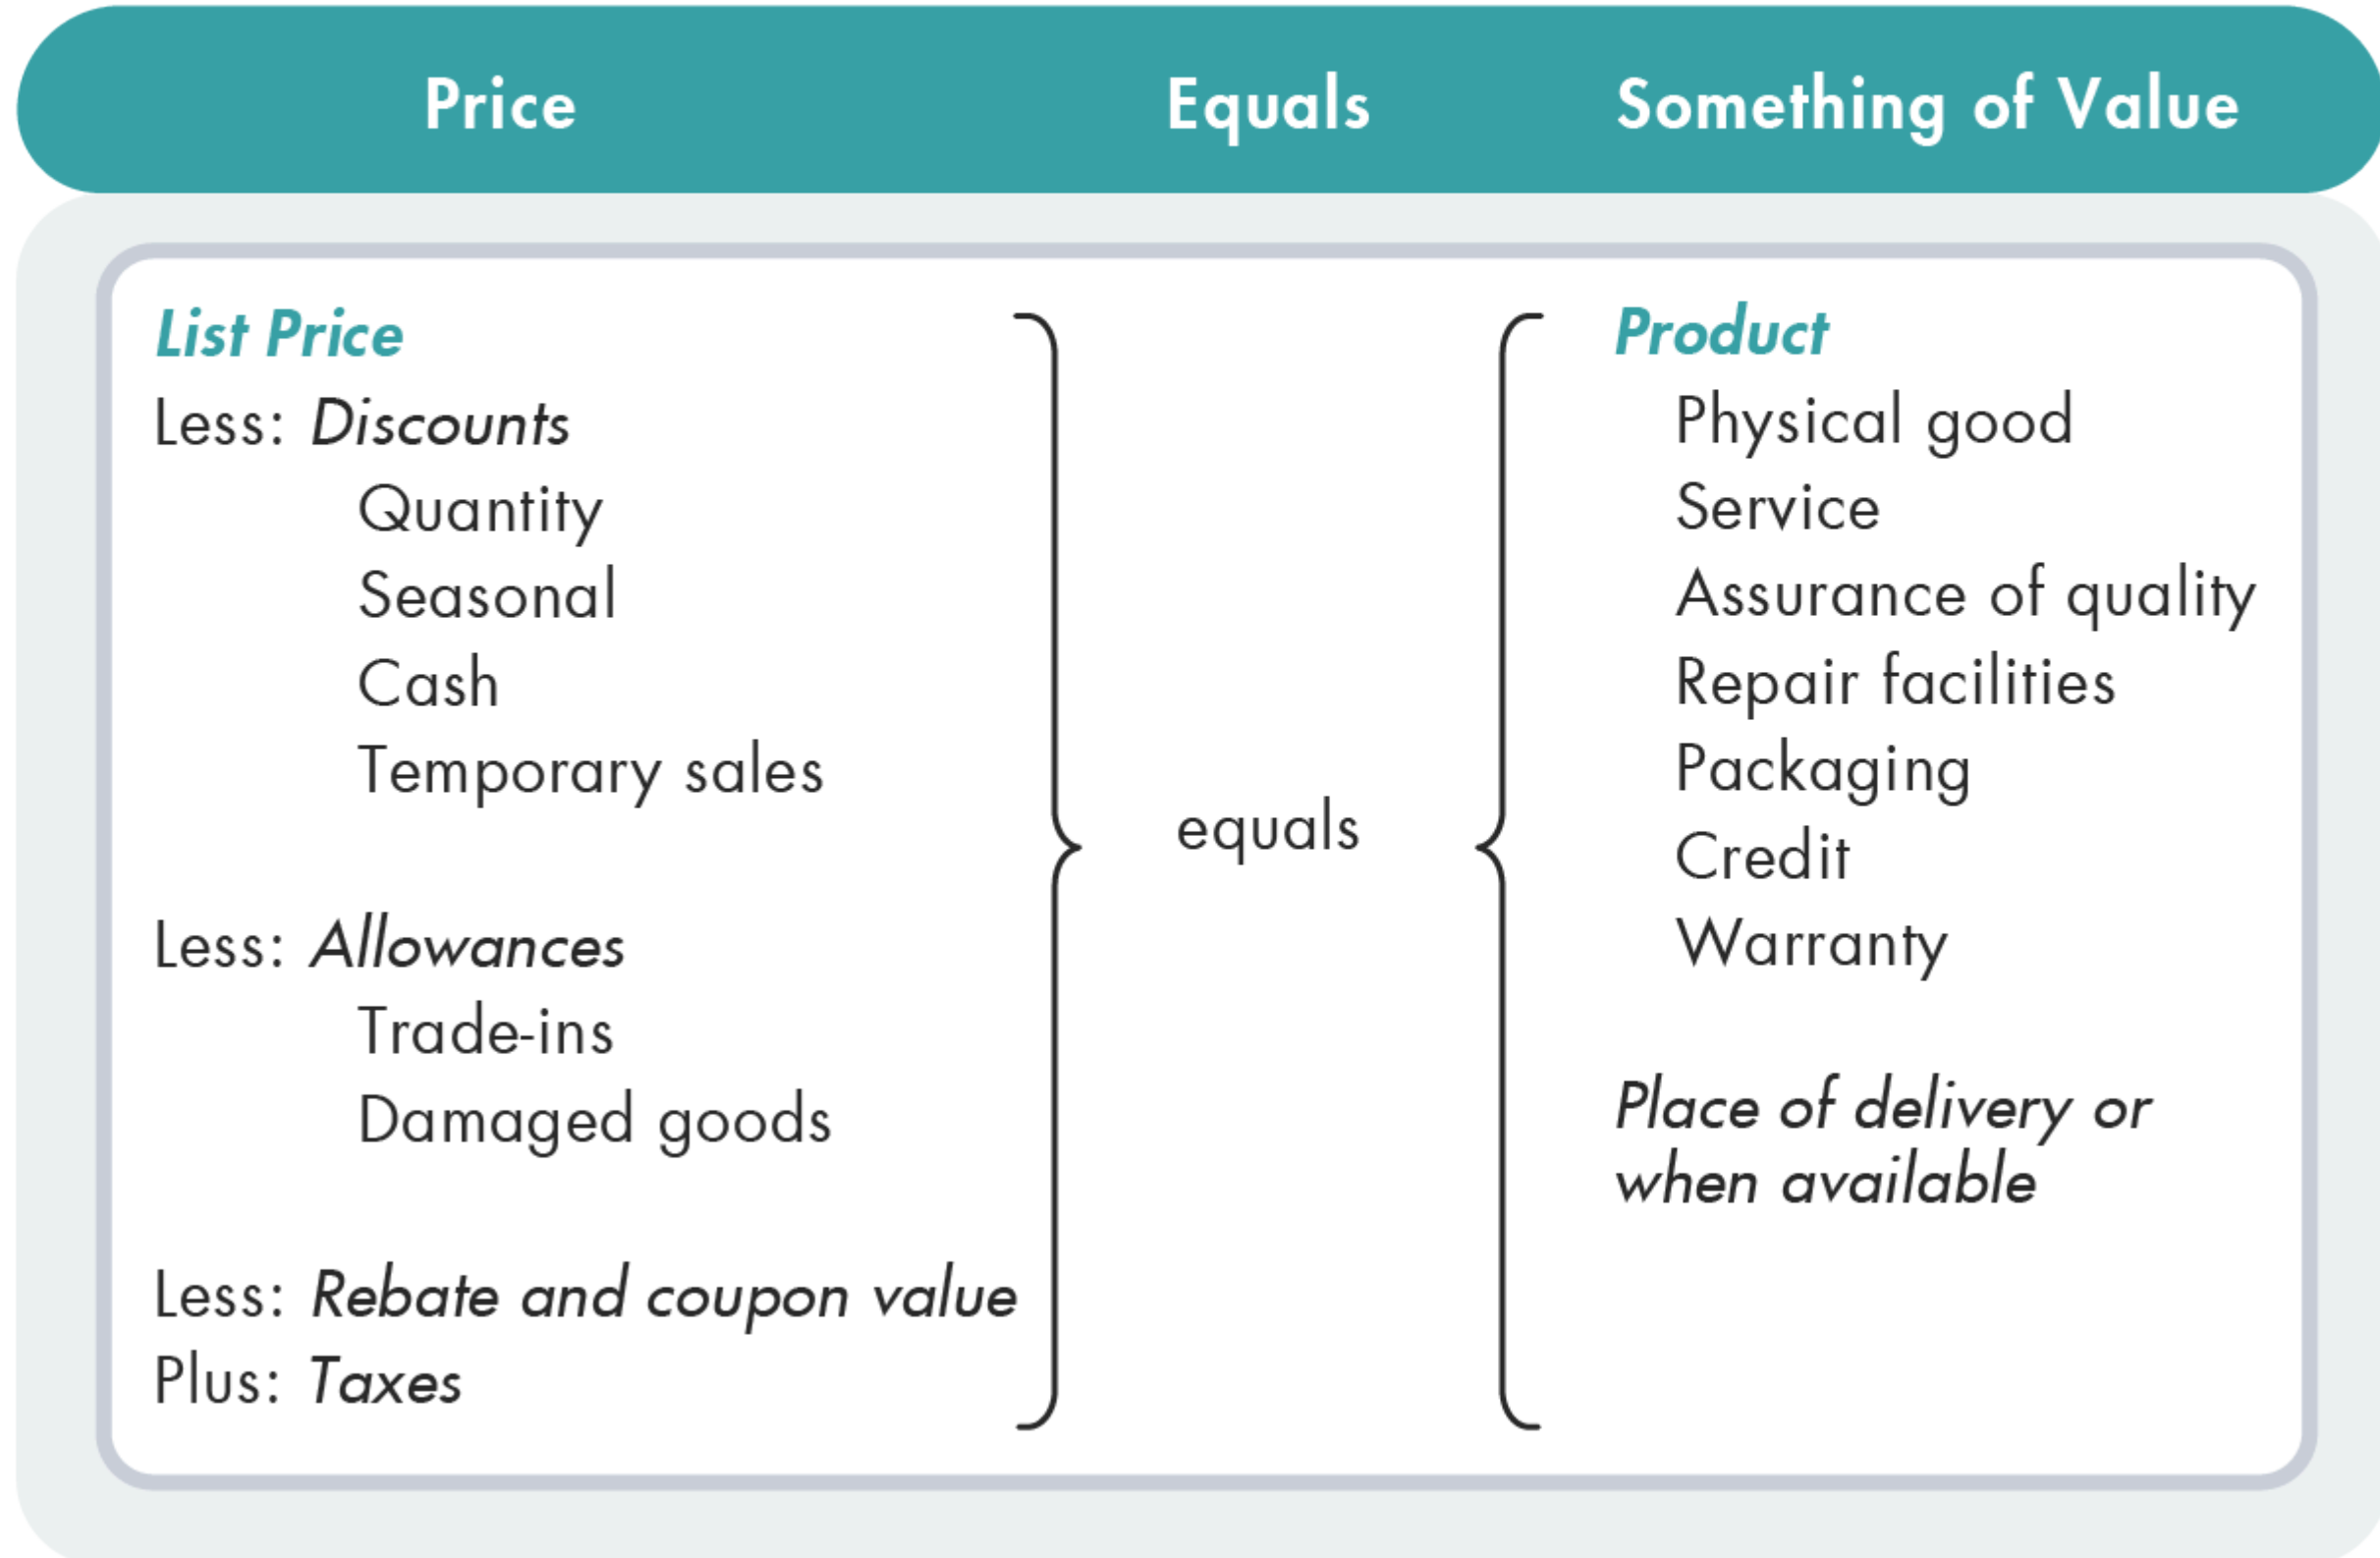 Price Equals Something of Value
List Price
Less: Discounts
Quantity
Seasonal
Cash
Temporary sales
Less: Allowances
Trade-ins
Damaged goods
Less: Rebate and coupon value
Plus: Taxes
equals
Product
Physical good
Service
Assurance of quality
Repair facilities
Packaging
Credit
Warranty
Place of delivery or
when available